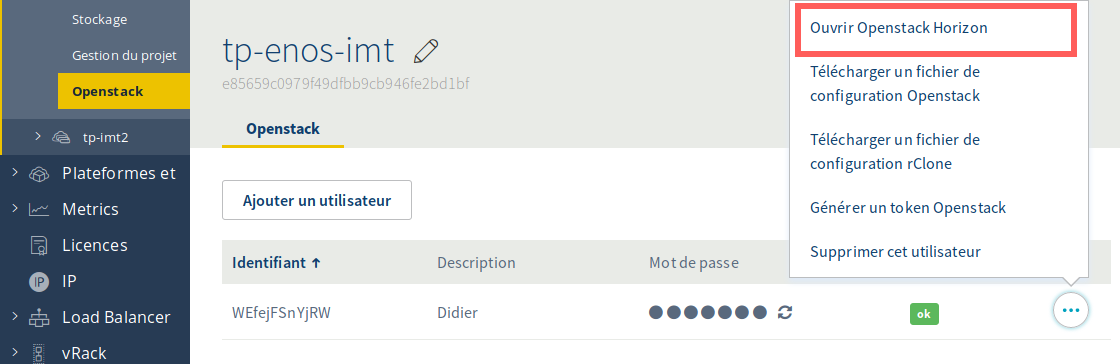 Stockage
Gestion du projet
Openstack
tp-imt2
Plateformes et
Metrics
Licences
IP
IP
Load Balancer
vRack
tp-enos-imt
e85659c0979f49dfbb9cb946fe2bd1bf
Openstack
Ajouter un utilisateur
Identifiant ↑ Description Mot de passe
WEfejFSnYjRW Didier ok
Ouvrir Openstack Horizon
Télécharger un fichier de
configuration Openstack
Télécharger un fichier de
configuration rClone
Générer un token Openstack
Supprimer cet utilisateur